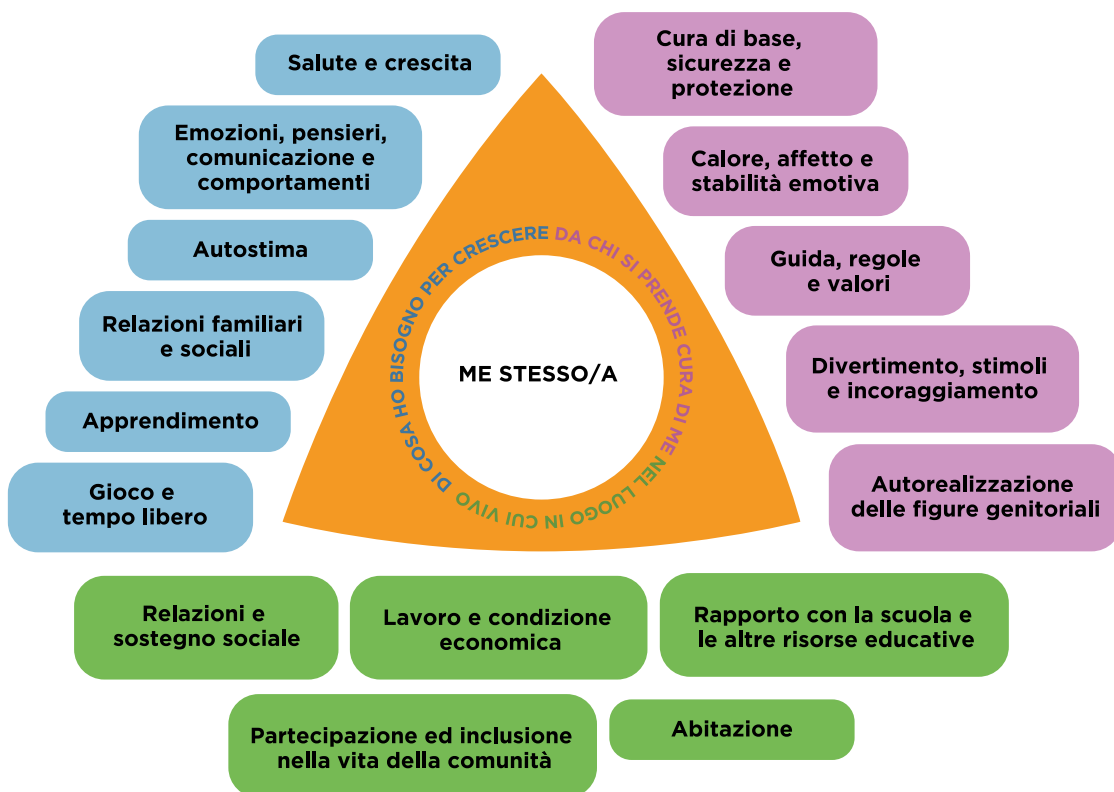 Salute e crescita
Emozioni, pensieri,
comunicazione e
comportamenti
Autostima
Relazioni familiari
e sociali
Apprendimento
Gioco e
tempo libero
Cura di base,
sicurezza e
protezione
Calore, affetto e
stabilità emotiva
Guida, regole
e valori
Divertimento, stimoli
e incoraggiamento
Autorealizzazione
delle figure genitoriali
DI COSA HO BISOGNO PER CRESCERE
DA CHI SI PRENDE CURA DI ME
NEL LUOGO IN CUI VIVO
ME STESSO/A
Relazioni e
sostegno sociale
Lavoro e condizione
economica
Rapporto con la scuola e
le altre risorse educative
Partecipazione ed inclusione
nella vita della comunità
Abitazione